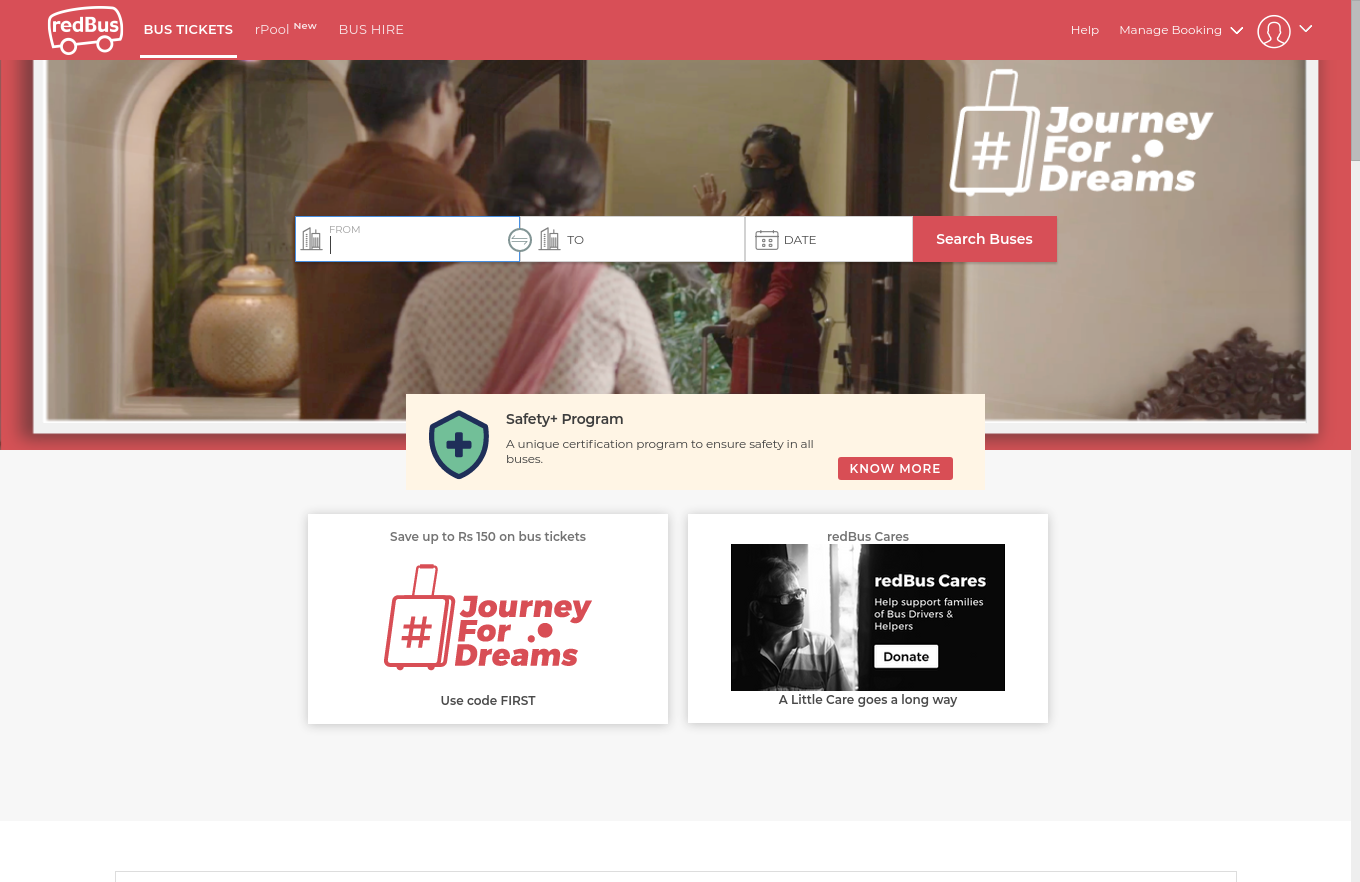 redBus
BUS TICKETS
rPool New
BUS HIRE
Help
Manage Booking
# Journey
For
Dreams
FROM
TO
DATE
Search Buses
Safety+ Program
A unique certification program to ensure safety in all
buses.
KNOW MORE
Save up to Rs 150 on bus tickets
# Journey
For
Dreams
Use code FIRST
redBus Cares
redBus Cares
Help support families
of Bus Drivers &
Helpers
Donate
A Little Care goes a long way